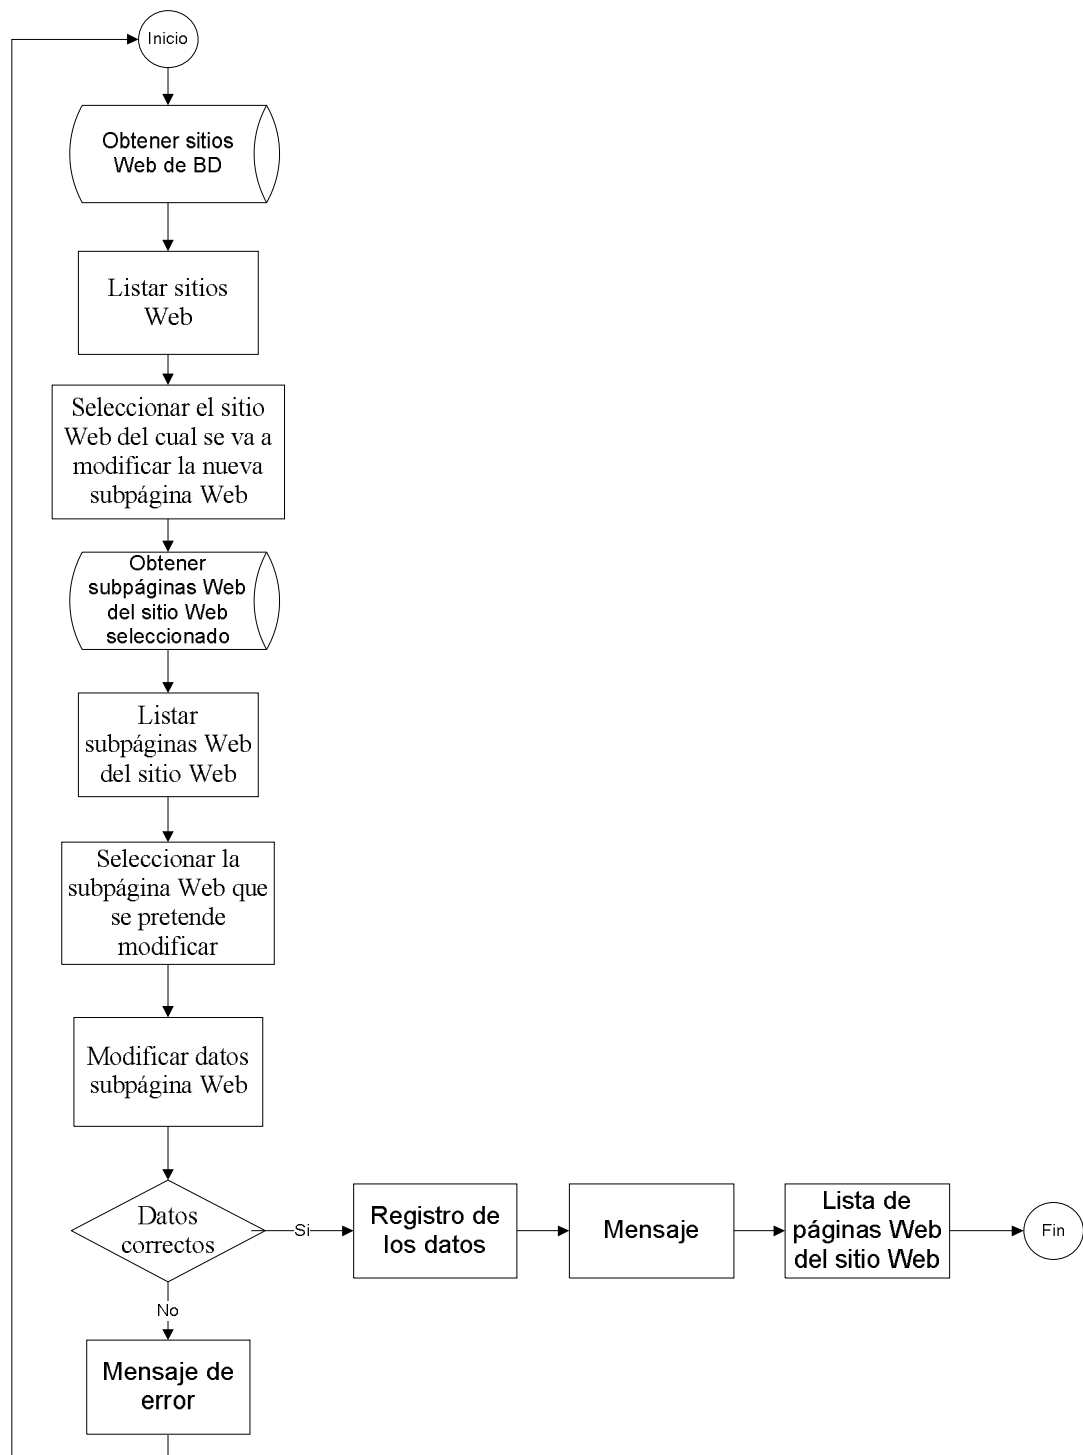 Inicio
Obtener sitios
Web de BD
Listar sitios
Web
Seleccionar el sitio
Web del cual se va a
modificar la nueva
subpágina Web
Obtener
subpáginas Web
del sitio Web
seleccionado
Listar
subpáginas Web
del sitio Web
Seleccionar la
subpágina Web que
se pretende
modificar
Modificar datos
subpágina Web
Datos
correctos
Si
Registro de
los datos
Mensaje
Lista de
páginas Web
del sitio Web
Fin
No
Mensaje de
error